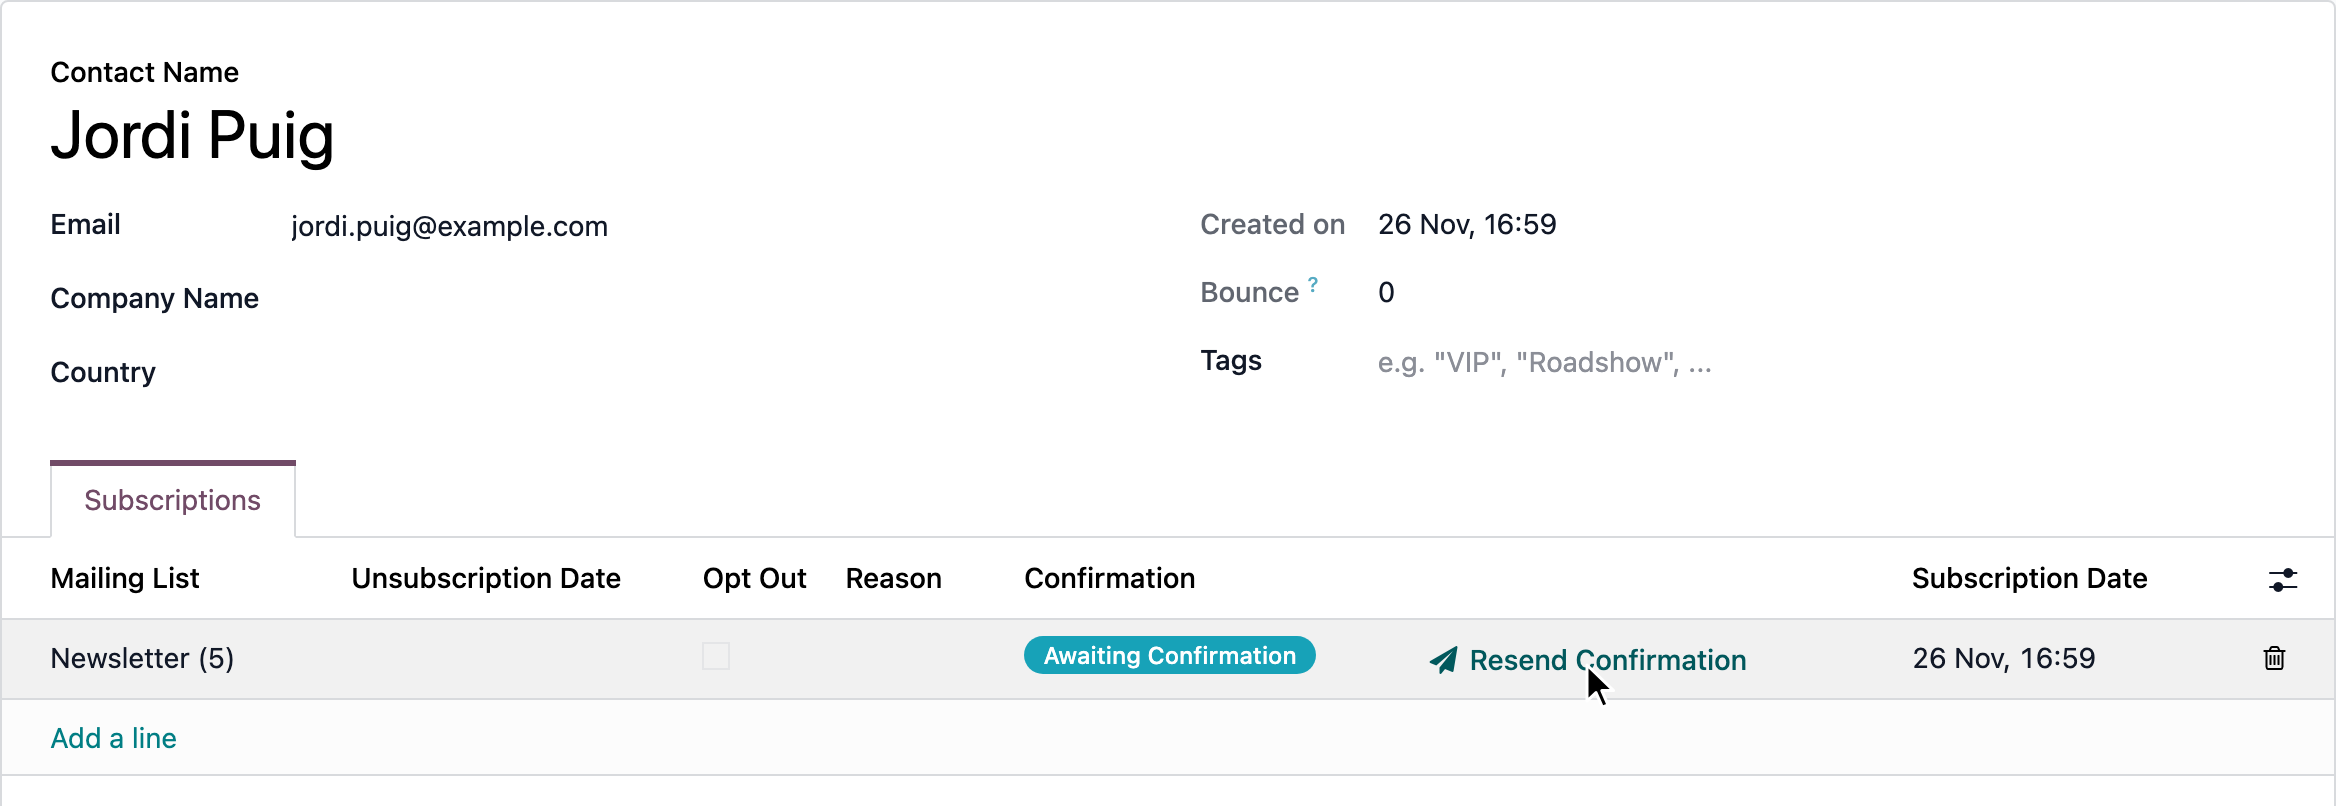 Contact Name
Jordi Puig
Email jordi.puig@example.com
Created on 26 Nov, 16:59
Company Name
Bounce ? 0
Country
Tags e.g. "VIP", "Roadshow", ...
Subscriptions
Mailing List Unsubscription Date Opt Out Reason Confirmation Subscription Date
Newsletter (5) Awaiting Confirmation Resend Confirmation 26 Nov, 16:59
Add a line